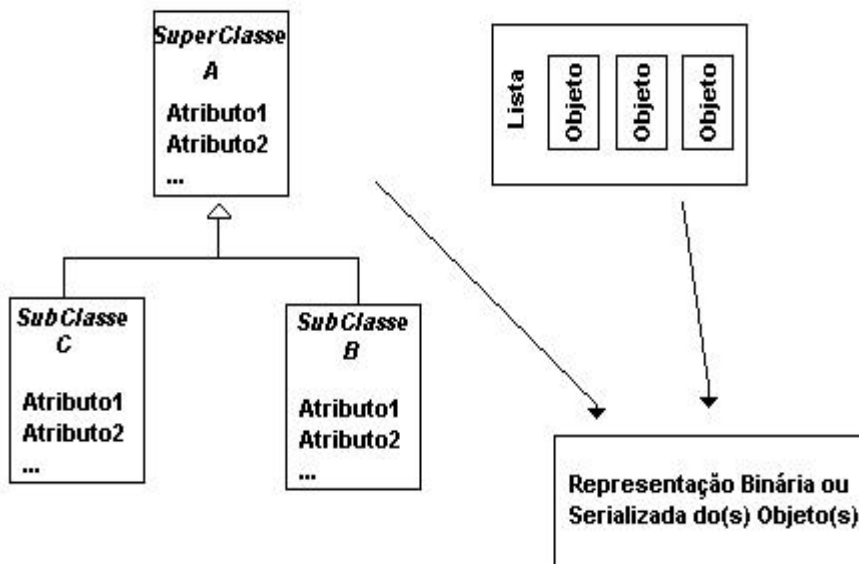 SuperClasse
A
Atributo1
Atributo2
...
Lista
Objeto
Objeto
Objeto
SubClasse
C
Atributo1
Atributo2
...
SubClasse
B
Atributo1
Atributo2
...
Representação Binária ou
Serializada do(s) Objeto(s)